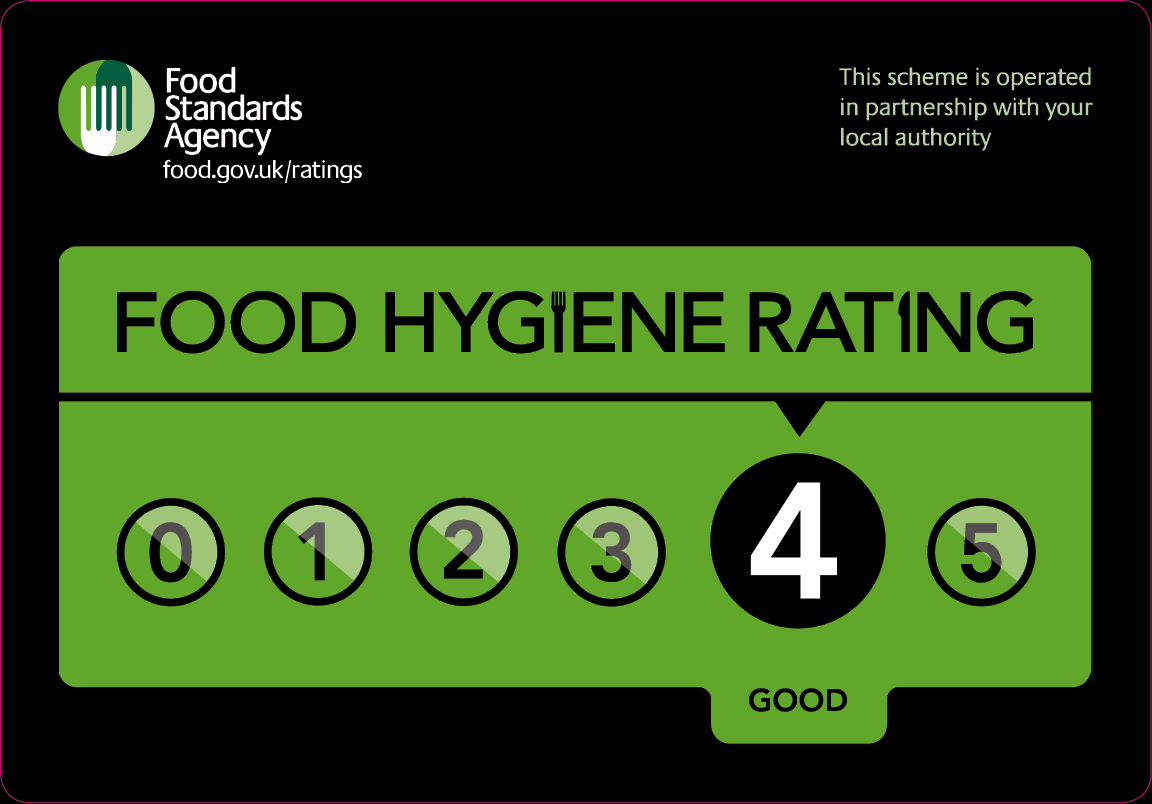 Food
Standards
Agency
food.gov.uk/ratings
This scheme is operated
in partnership with your
local authority
FOOD HYGIENE RATING
0 1 2 3 4 5
GOOD